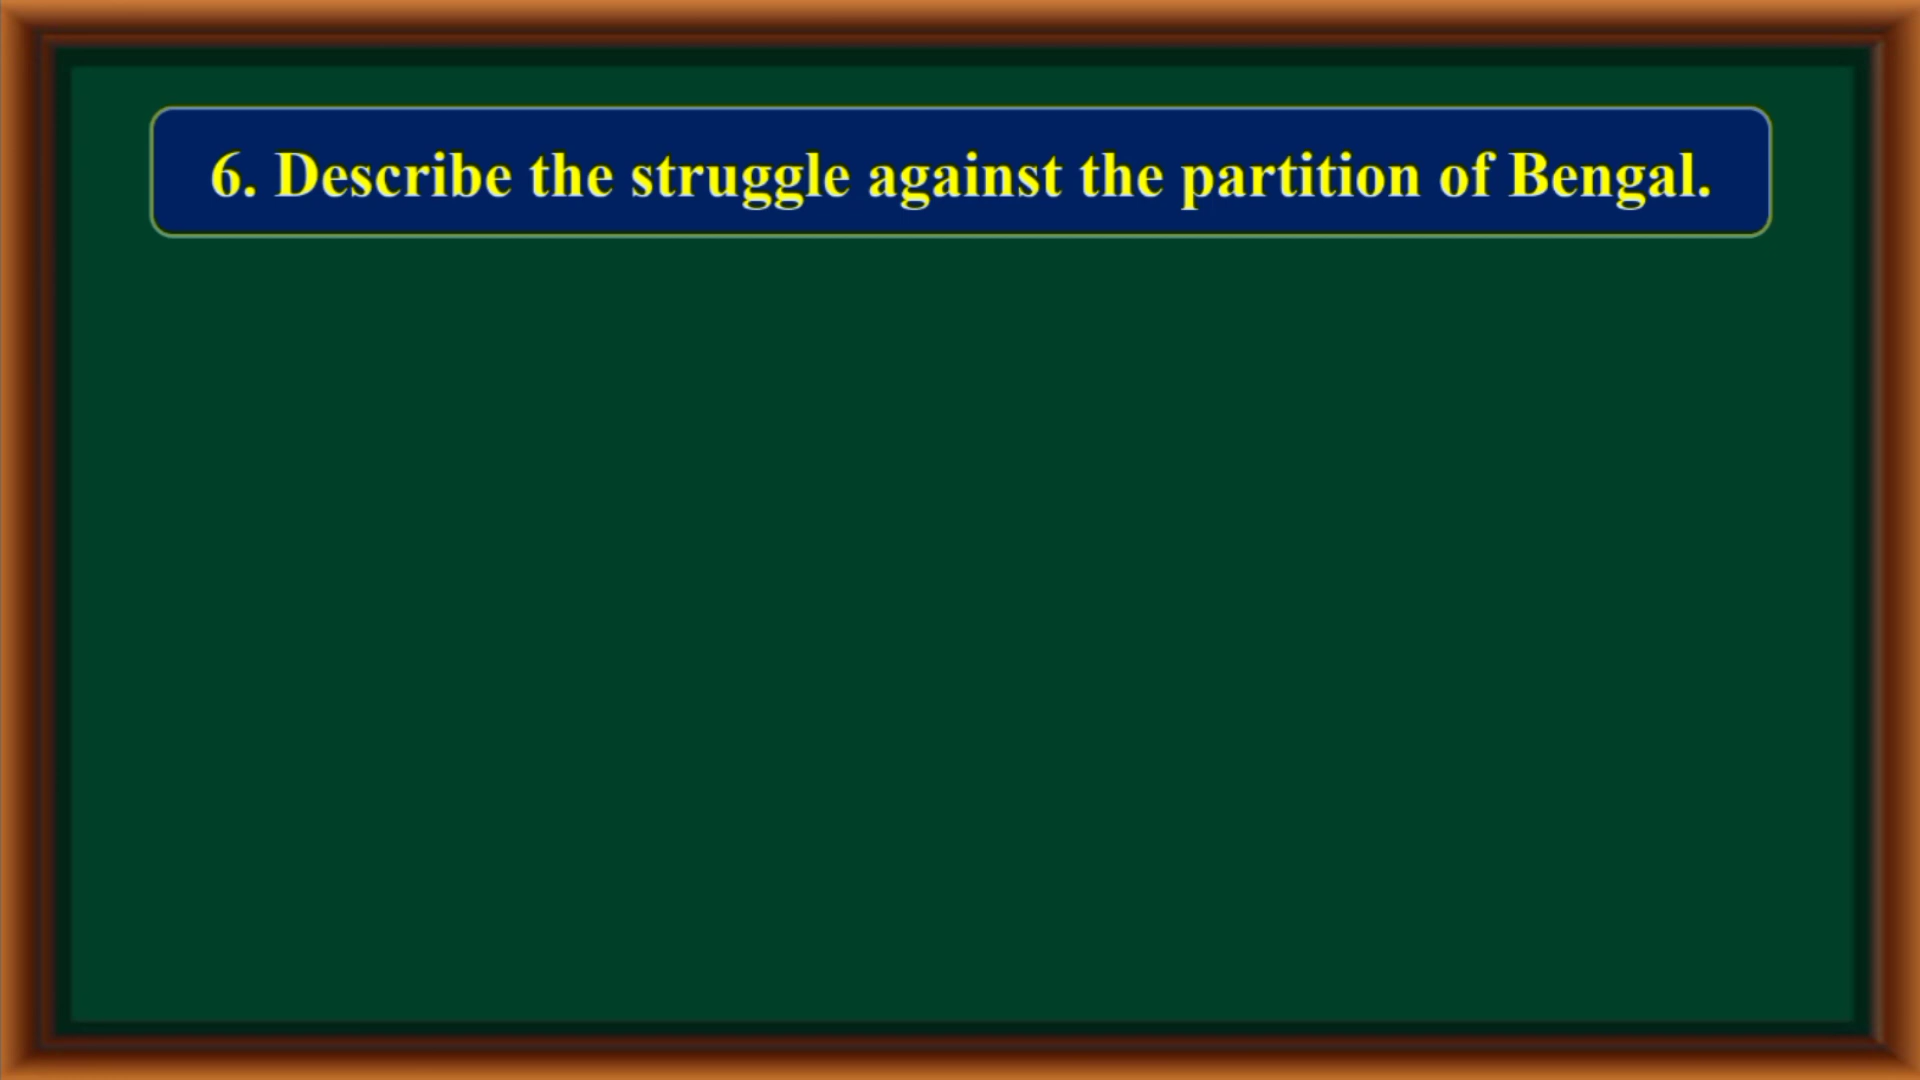 6. Describe the struggle against the partition of Bengal.